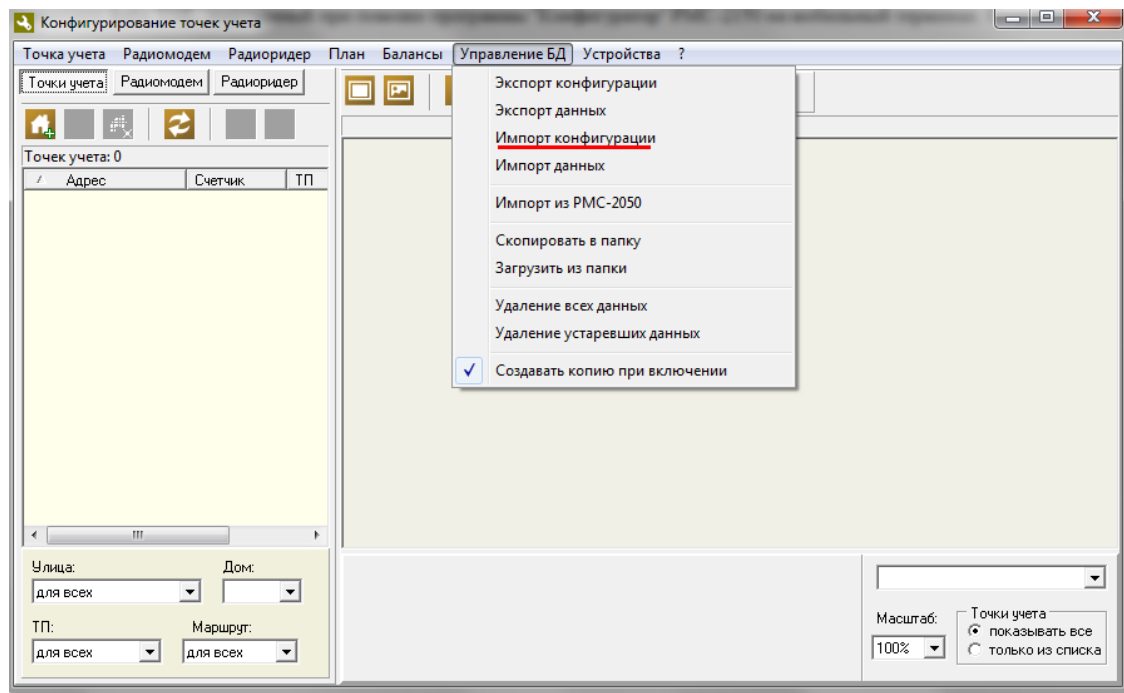 Конфигурирование точек учета
Точка учета Радиомодем Радиоридер План Балансы Управление БД Устройства ?
Точки учета Радиомодем Радиоридер
Экспорт конфигурации
Экспорт данных
Импорт конфигурации
Импорт данных
Импорт из РМС-2050
Скопировать в папку
Загрузить из папки
Удаление всех данных
Удаление устаревших данных
Создавать копию при включении
Точек учета: 0
Адрес Счетчик ТП
Улица: Дом:
для всех
ТП: Маршрут:
для всех для всех
Масштаб:
100%
Точки учета
показывать все
только из списка